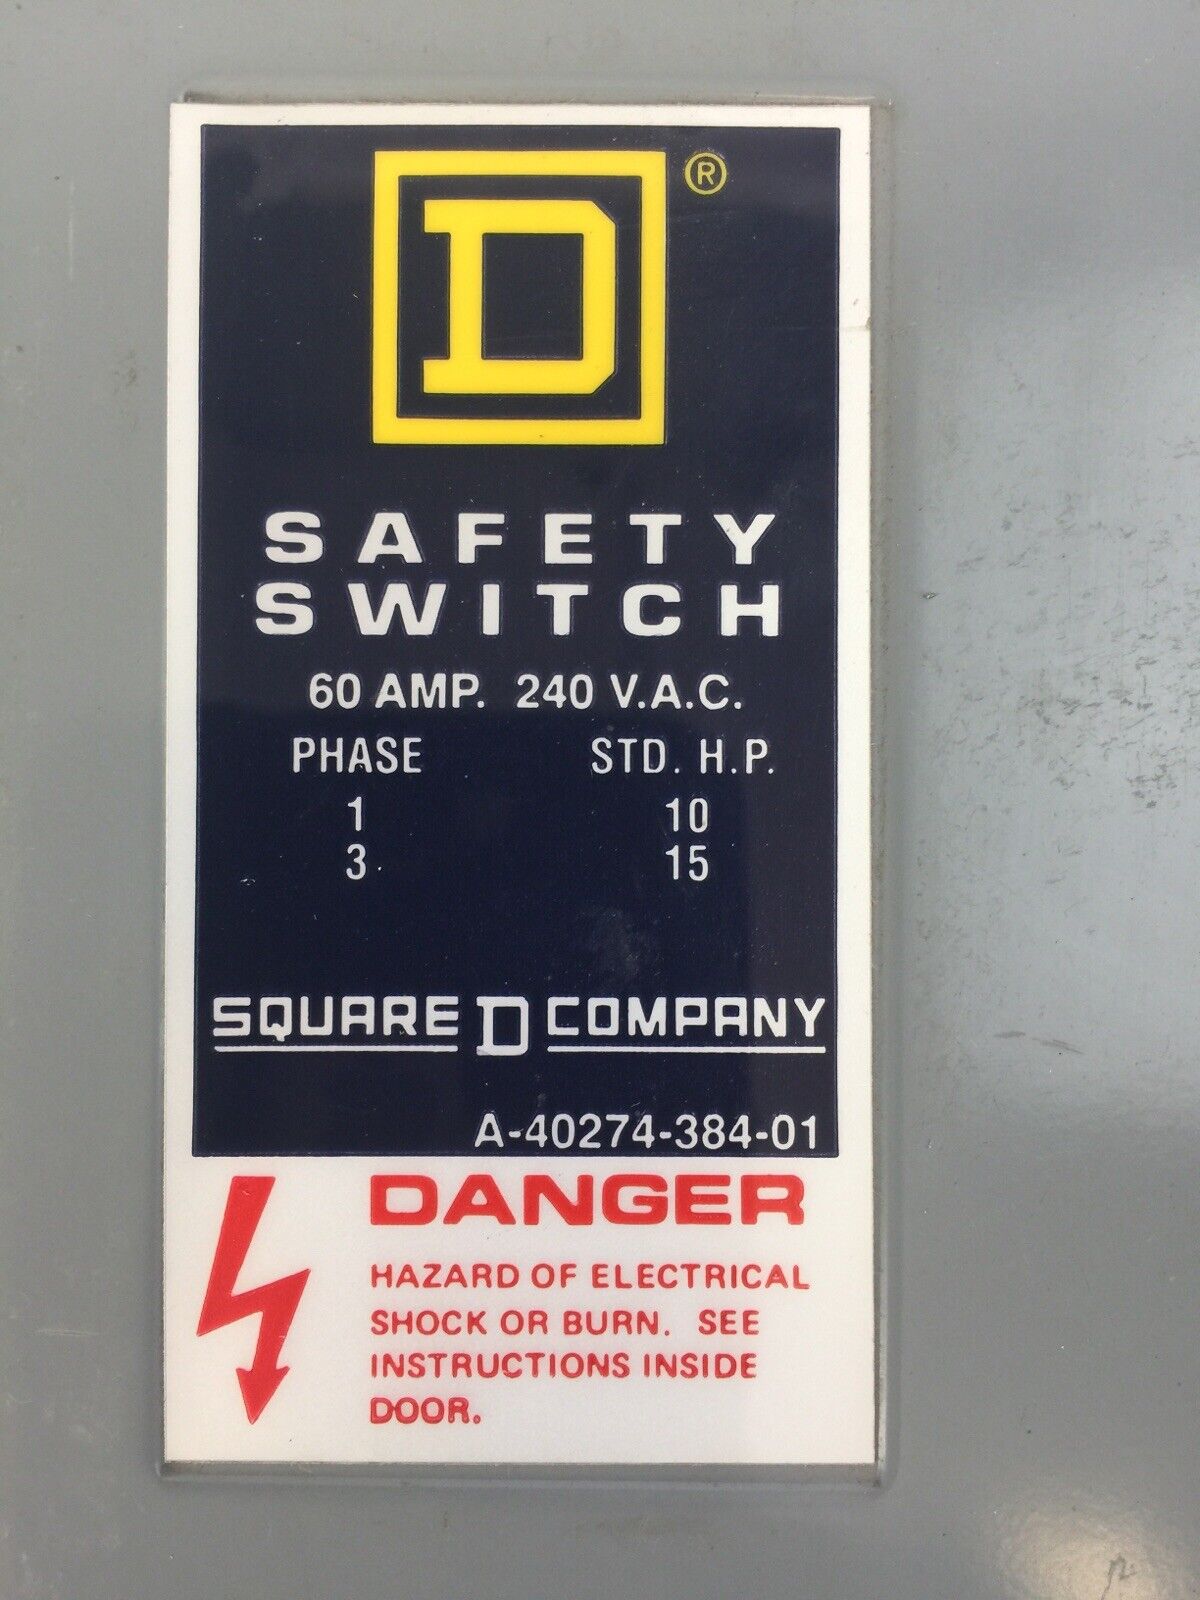 D ®
SAFETY
SWITCH
60 AMP. 240 V.A.C.
PHASE STD. H.P.
1 10
3 15
SQUARE D COMPANY
A-40274-384-01
DANGER
HAZARD OF ELECTRICAL
SHOCK OR BURN. SEE
INSTRUCTIONS INSIDE
DOOR.